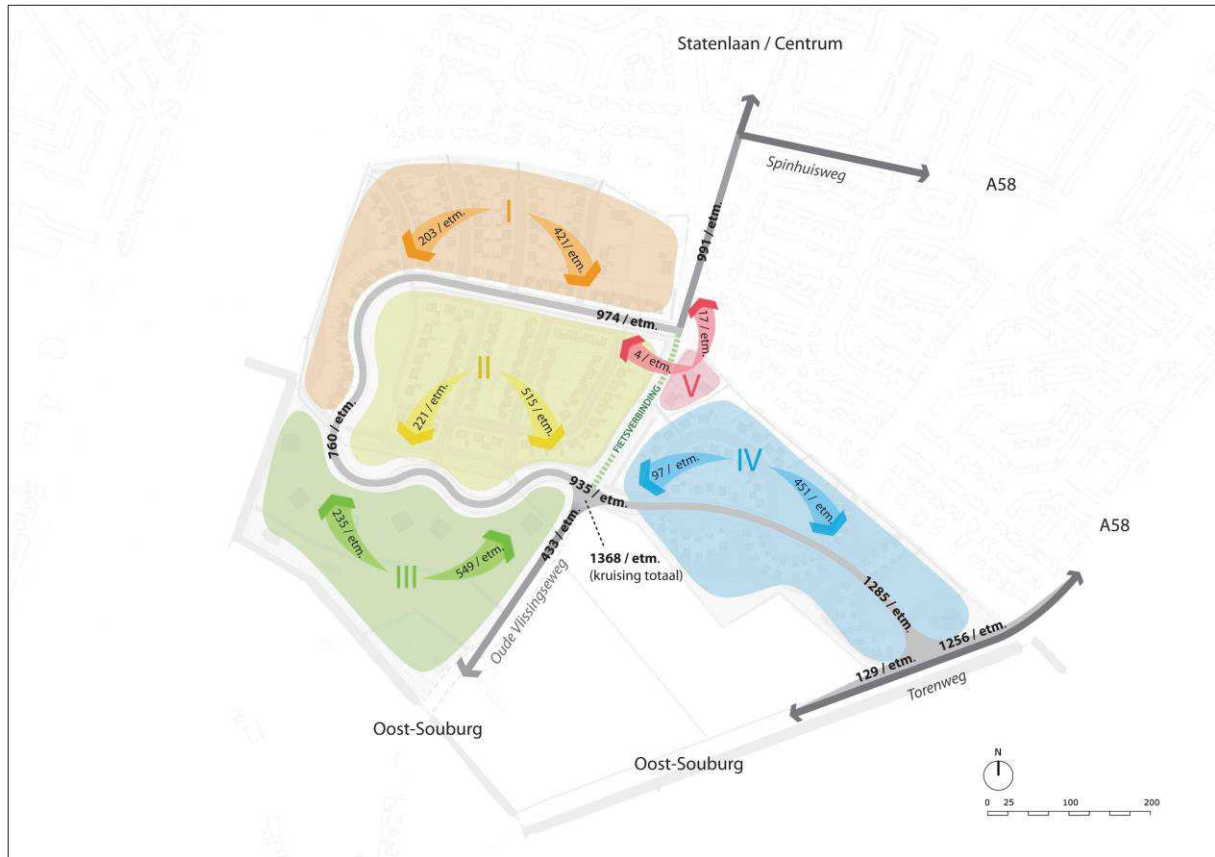 Statenlaan / Centrum
Spinhuisweg
A58
991 / etm.
I
203 / etm.
421/ etm.
974 / etm.
17 / etm.
4 / etm.
V
II
221 / etm.
515 / etm.
FIETSVERBINDING
760 / etm.
IV
97 / etm.
451 / etm.
935 / etm.
235 / etm.
549 / etm.
III
433 / etm.
1368 / etm.
(kruising totaal)
Oude Vlissingseweg
1285 / etm.
A58
1256 / etm.
129 / etm.
Torenweg
Oost-Souburg
Oost-Souburg
N
0 25 100 200